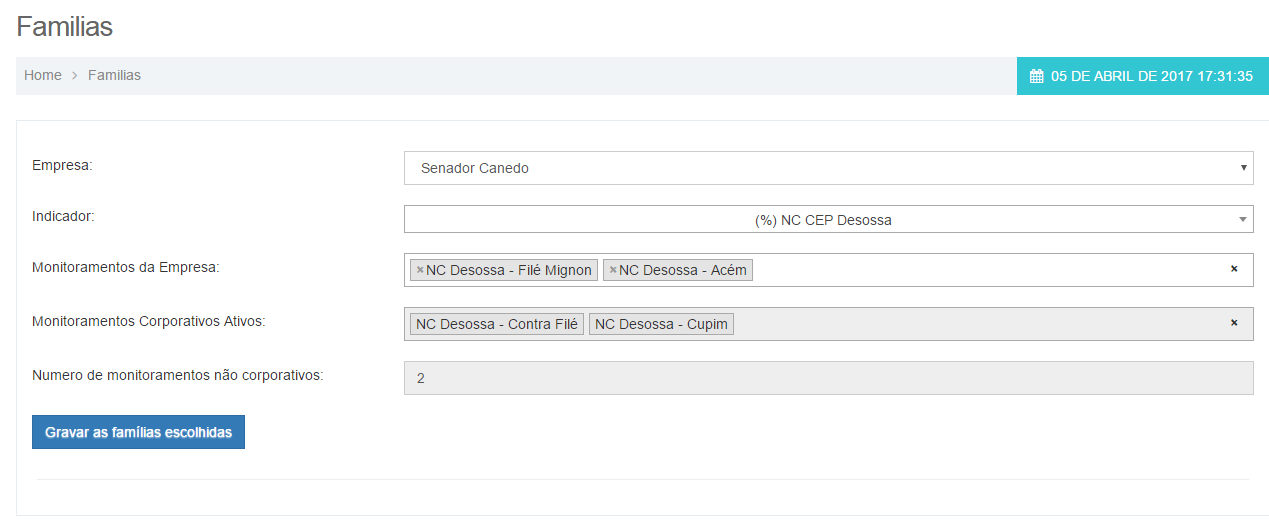 Familias
Home > Familias
05 DE ABRIL DE 2017 17:31:35
Empresa:
Senador Canedo
Indicador:
(%) NC CEP Desossa
Monitoramentos da Empresa:
×NC Desossa - Filé Mignon ×NC Desossa - Acém ×
Monitoramentos Corporativos Ativos:
NC Desossa - Contra Filé NC Desossa - Cupim ×
Numero de monitoramentos não corporativos:
2
Gravar as famílias escolhidas